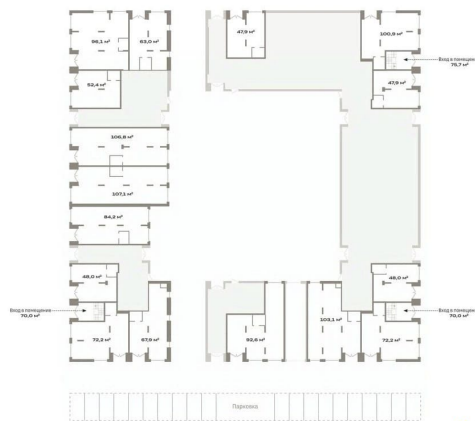 96,1 м²
63,0 м²
47,9 м²
100,9 м²
Вход в помещение
79,7 м²
52,4 м²
47,9 м²
106,8 м²
107,1 м²
84,2 м²
48,0 м²
48,0 м²
Вход в помещение
70,0 м²
Вход в помещение
70,0 м²
72,2 м²
67,9 м²
92,6 м²
103,1 м²
72,2 м²
Парковка